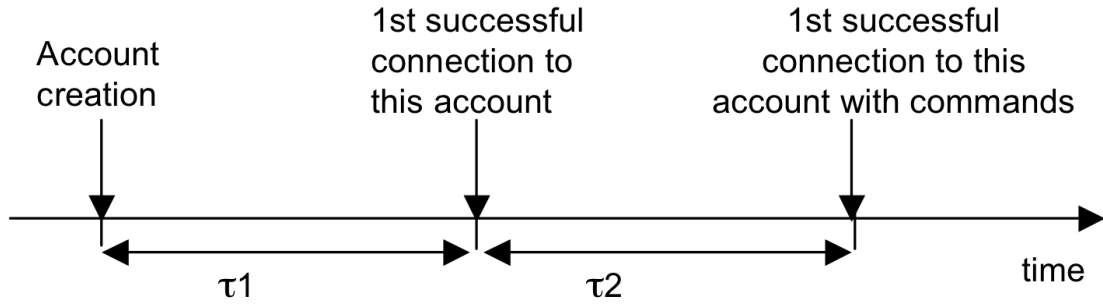 Account
creation
1st successful
connection to
this account
1st successful
connection to this
account with commands
τ1
τ2
time